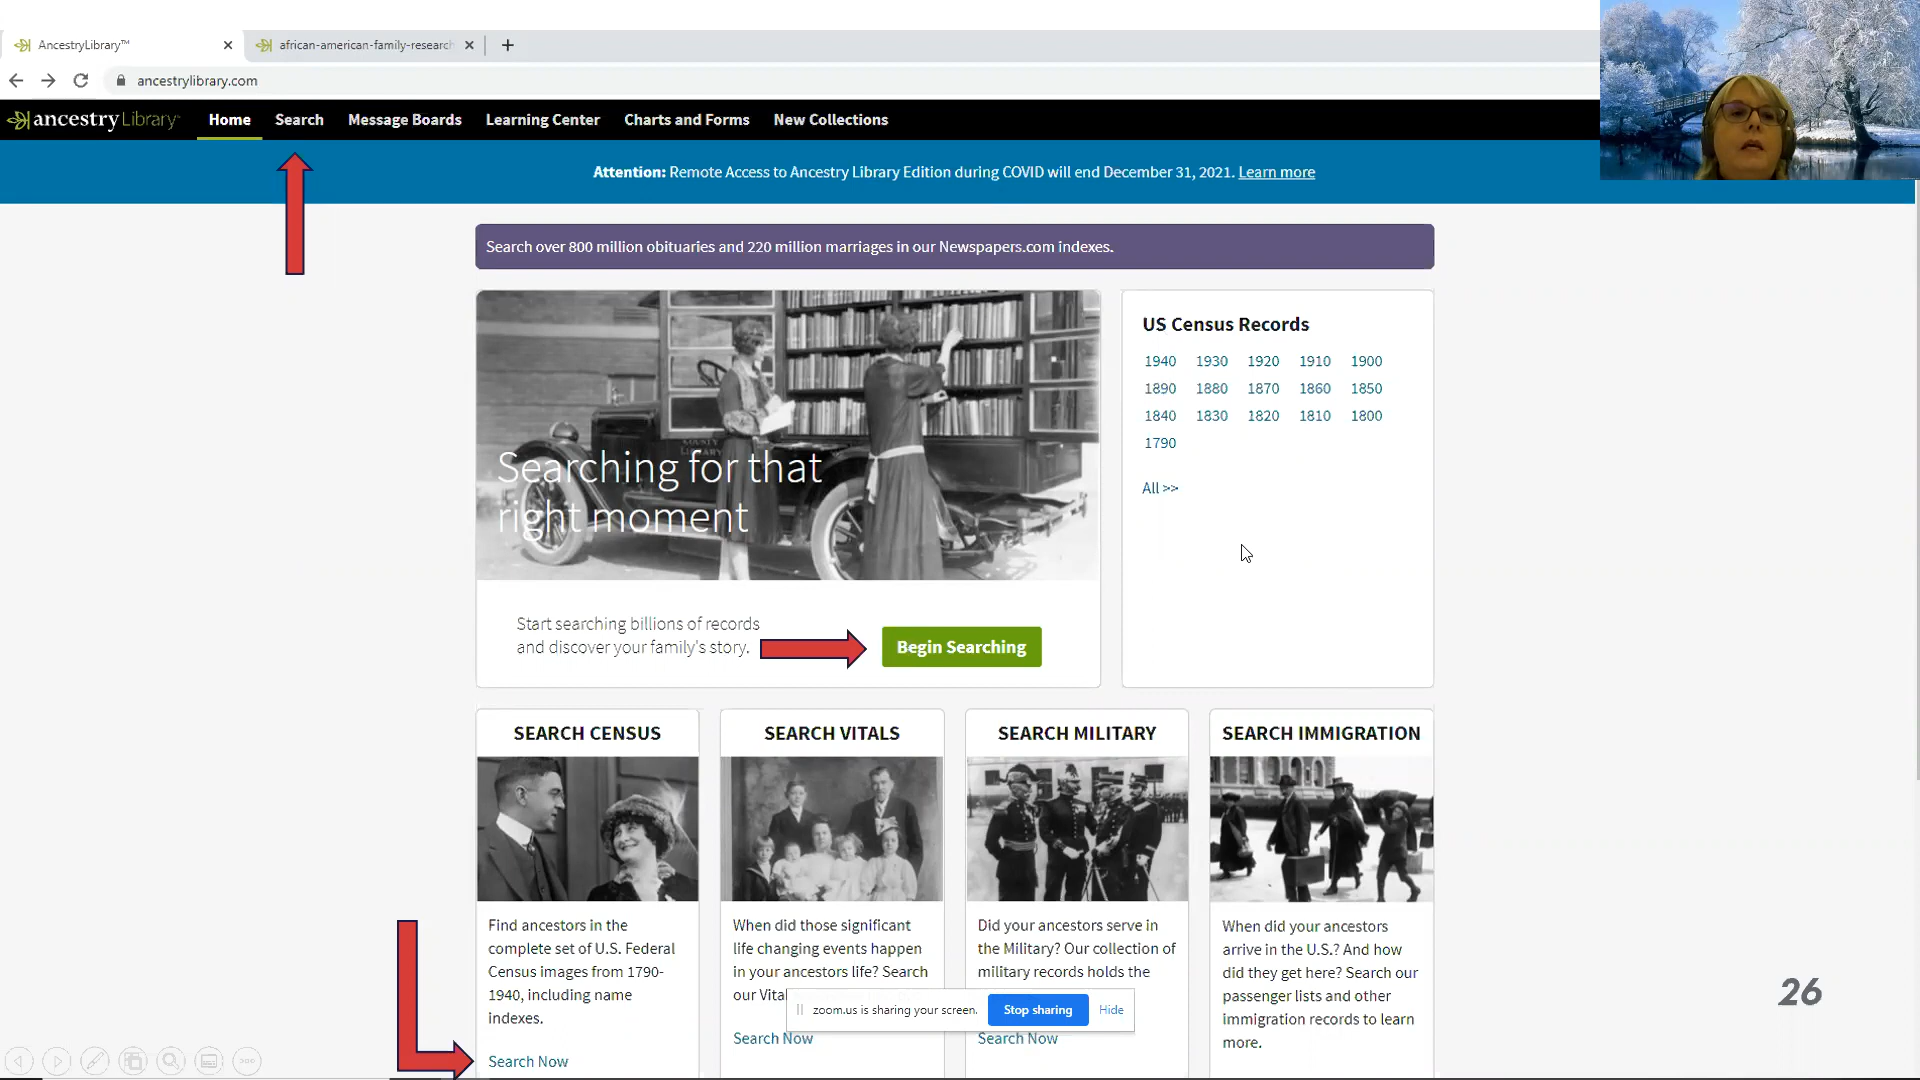 AncestryLibrary™
african-american-family-research
ancestrylibrary.com
ancestryLibrary
Home
Search
Message Boards
Learning Center
Charts and Forms
New Collections
Attention: Remote Access to Ancestry Library Edition during COVID will end December 31, 2021. Learn more
Search over 800 million obituaries and 220 million marriages in our Newspapers.com indexes.
COUNTY
Searching for that
right moment
Start searching billions of records
and discover your family's story.
Begin Searching
US Census Records
1940 1930 1920 1910 1900
1890 1880 1870 1860 1850
1840 1830 1820 1810 1800
1790
All >>
SEARCH CENSUS
Find ancestors in the
complete set of U.S. Federal
Census images from 1790-
1940, including name
indexes.
Search Now
SEARCH VITALS
When did those significant
life changing events happen
in your ancestors life? Search
our Vital
Search Now
SEARCH MILITARY
Did your ancestors serve in
the Military? Our collection of
military records holds the
Search Now
SEARCH IMMIGRATION
When did your ancestors
arrive in the U.S.? And how
did they get here? Search our
passenger lists and other
immigration records to learn
more.
zoom.us is sharing your screen.
Stop sharing
Hide
26